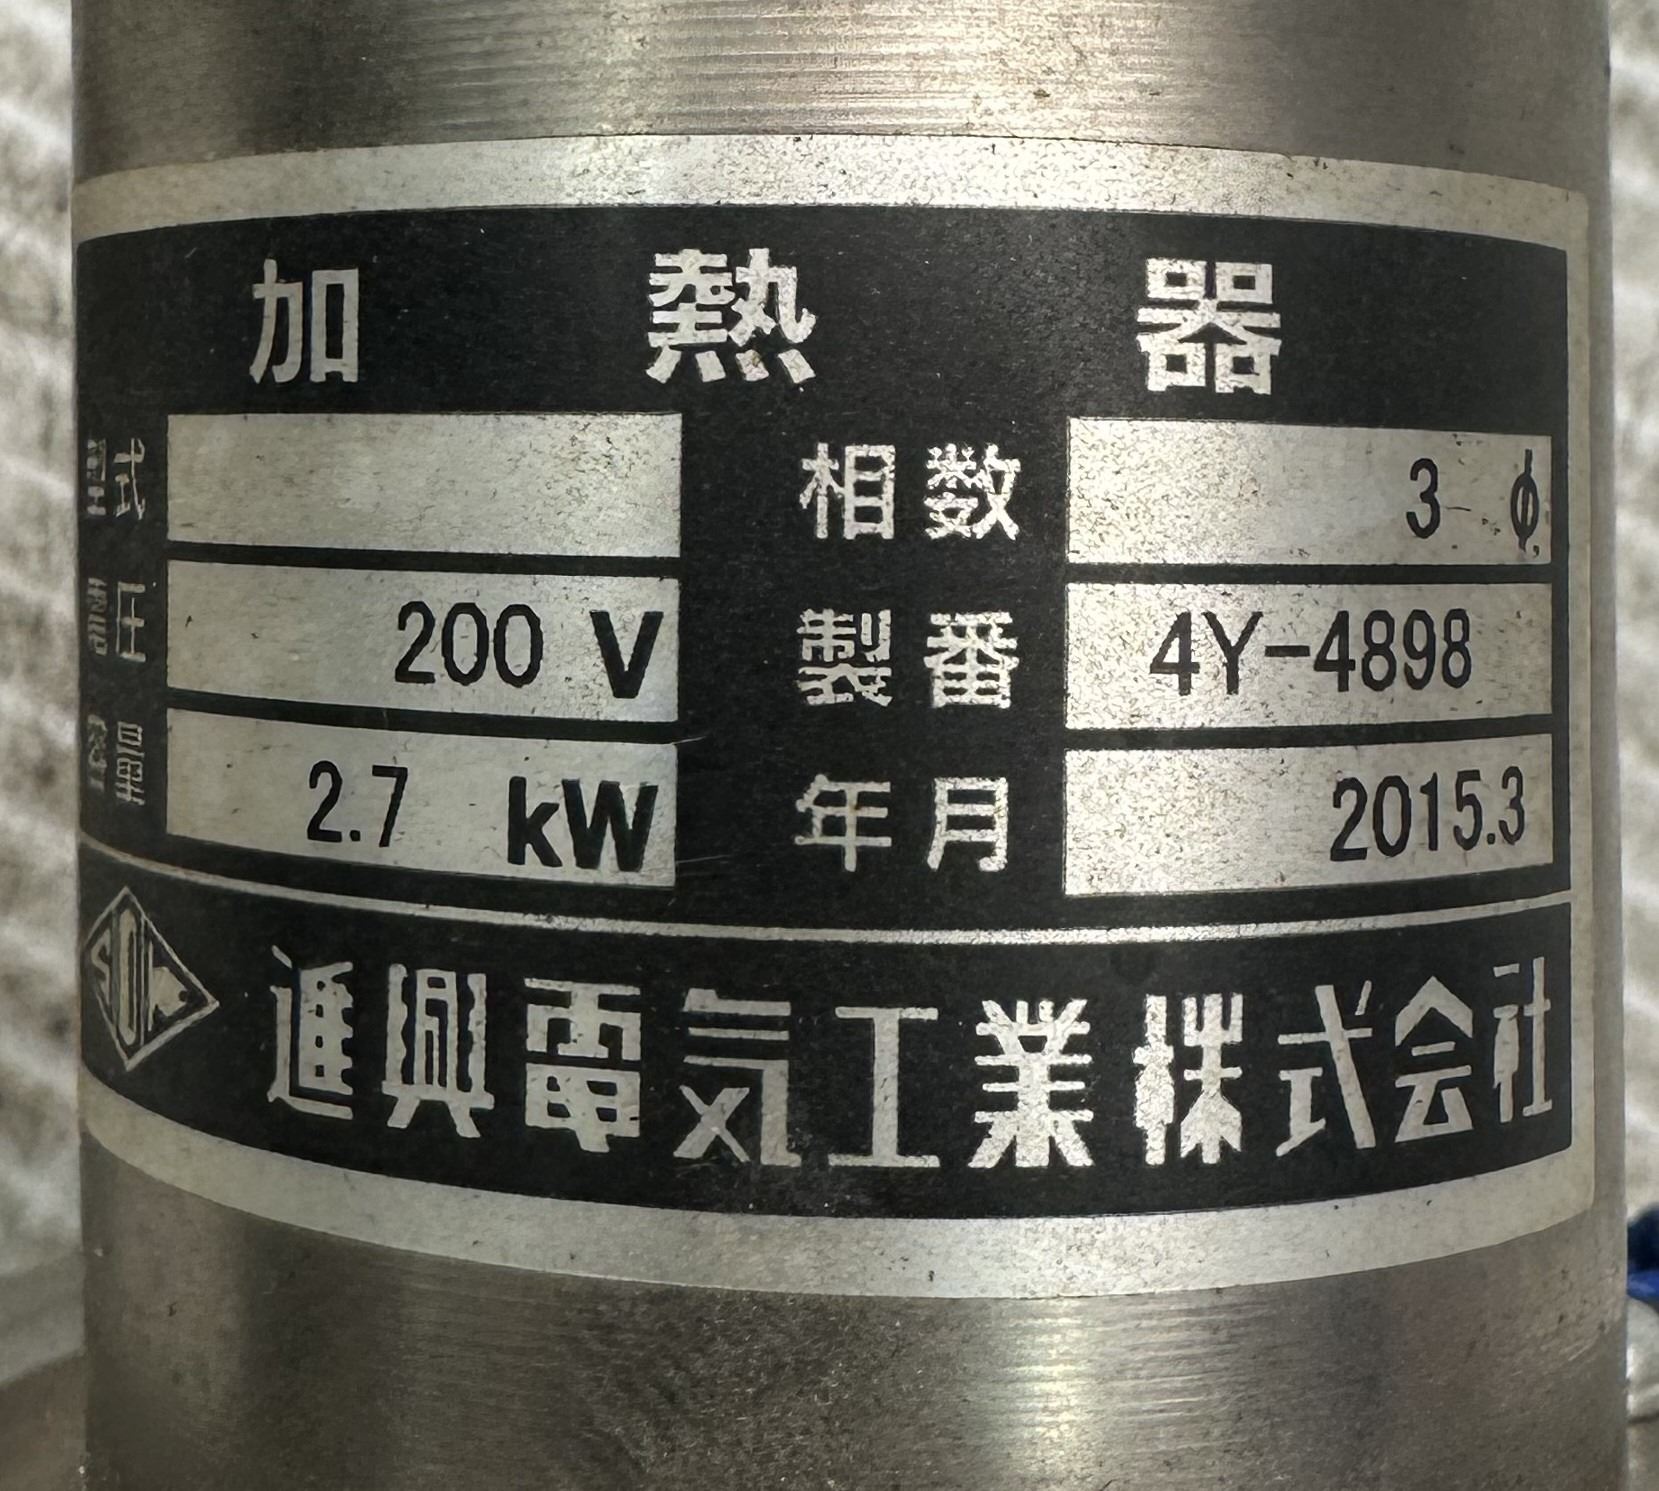 加熱器
型式 相数 3 φ
電圧 200 V 製番 4Y-4898
容量 2.7 kW 年月 2015.3
進興電気工業株式会社